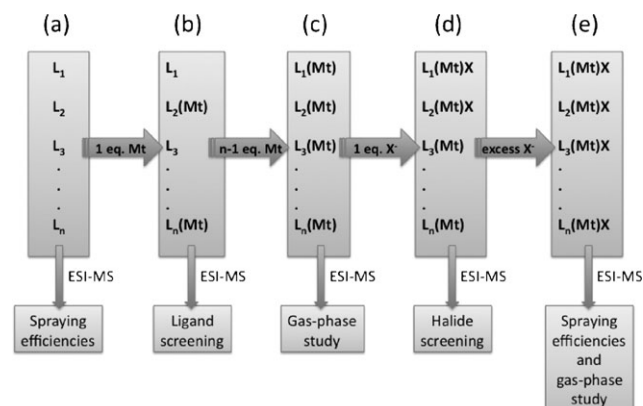 (a) (b) (c) (d) (e)
L₁ L₁ L₁(Mt) L₁(Mt)X L₁(Mt)X
L₂ L₂(Mt) L₂(Mt) L₂(Mt)X L₂(Mt)X
L₃ 1 eq. Mt L₃ n-1 eq. Mt L₃(Mt) 1 eq. X⁻ L₃(Mt) excess X⁻ L₃(Mt)X
. . . . .
. . . . .
. . . . .
Lₙ Lₙ(Mt) Lₙ(Mt) Lₙ(Mt) Lₙ(Mt)X
ESI-MS ESI-MS ESI-MS ESI-MS ESI-MS
Spraying
efficiencies
Ligand
screening
Gas-phase
study
Halide
screening
Spraying
efficiencies
and
gas-phase
study